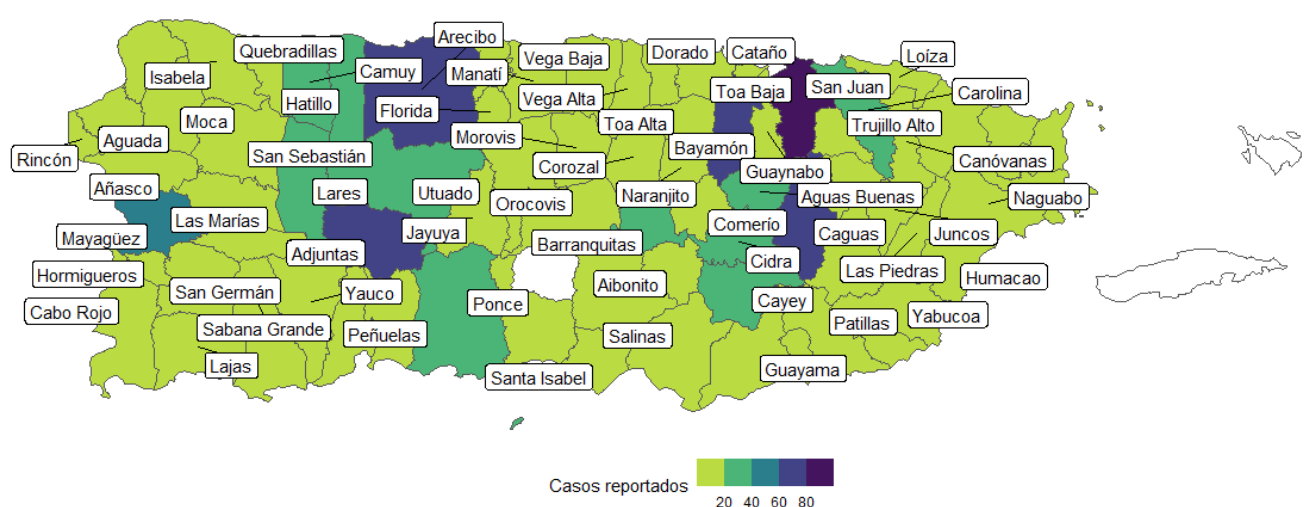 Arecibo
Quebradillas
Vega Baja
Dorado
Cataño
Loíza
Isabela
Camuy
Manatí
San Juan
Carolina
Hatillo
Florida
Vega Alta
Toa Baja
Moca
Toa Alta
Trujillo Alto
Aguada
Morovis
Bayamón
Rincón
San Sebastián
Corozal
Guaynabo
Canóvanas
Añasco
Lares
Utuado
Orocovis
Naranjito
Aguas Buenas
Naguabo
Las Marías
Mayagüez
Jayuya
Comerío
Caguas
Juncos
Barranquitas
Adjuntas
Cidra
Las Piedras
Humacao
Hormigueros
San Germán
Yauco
Aibonito
Cabo Rojo
Ponce
Cayey
Yabucoa
Sabana Grande
Peñuelas
Salinas
Patillas
Lajas
Santa Isabel
Guayama
Casos reportados
20 40 60 80